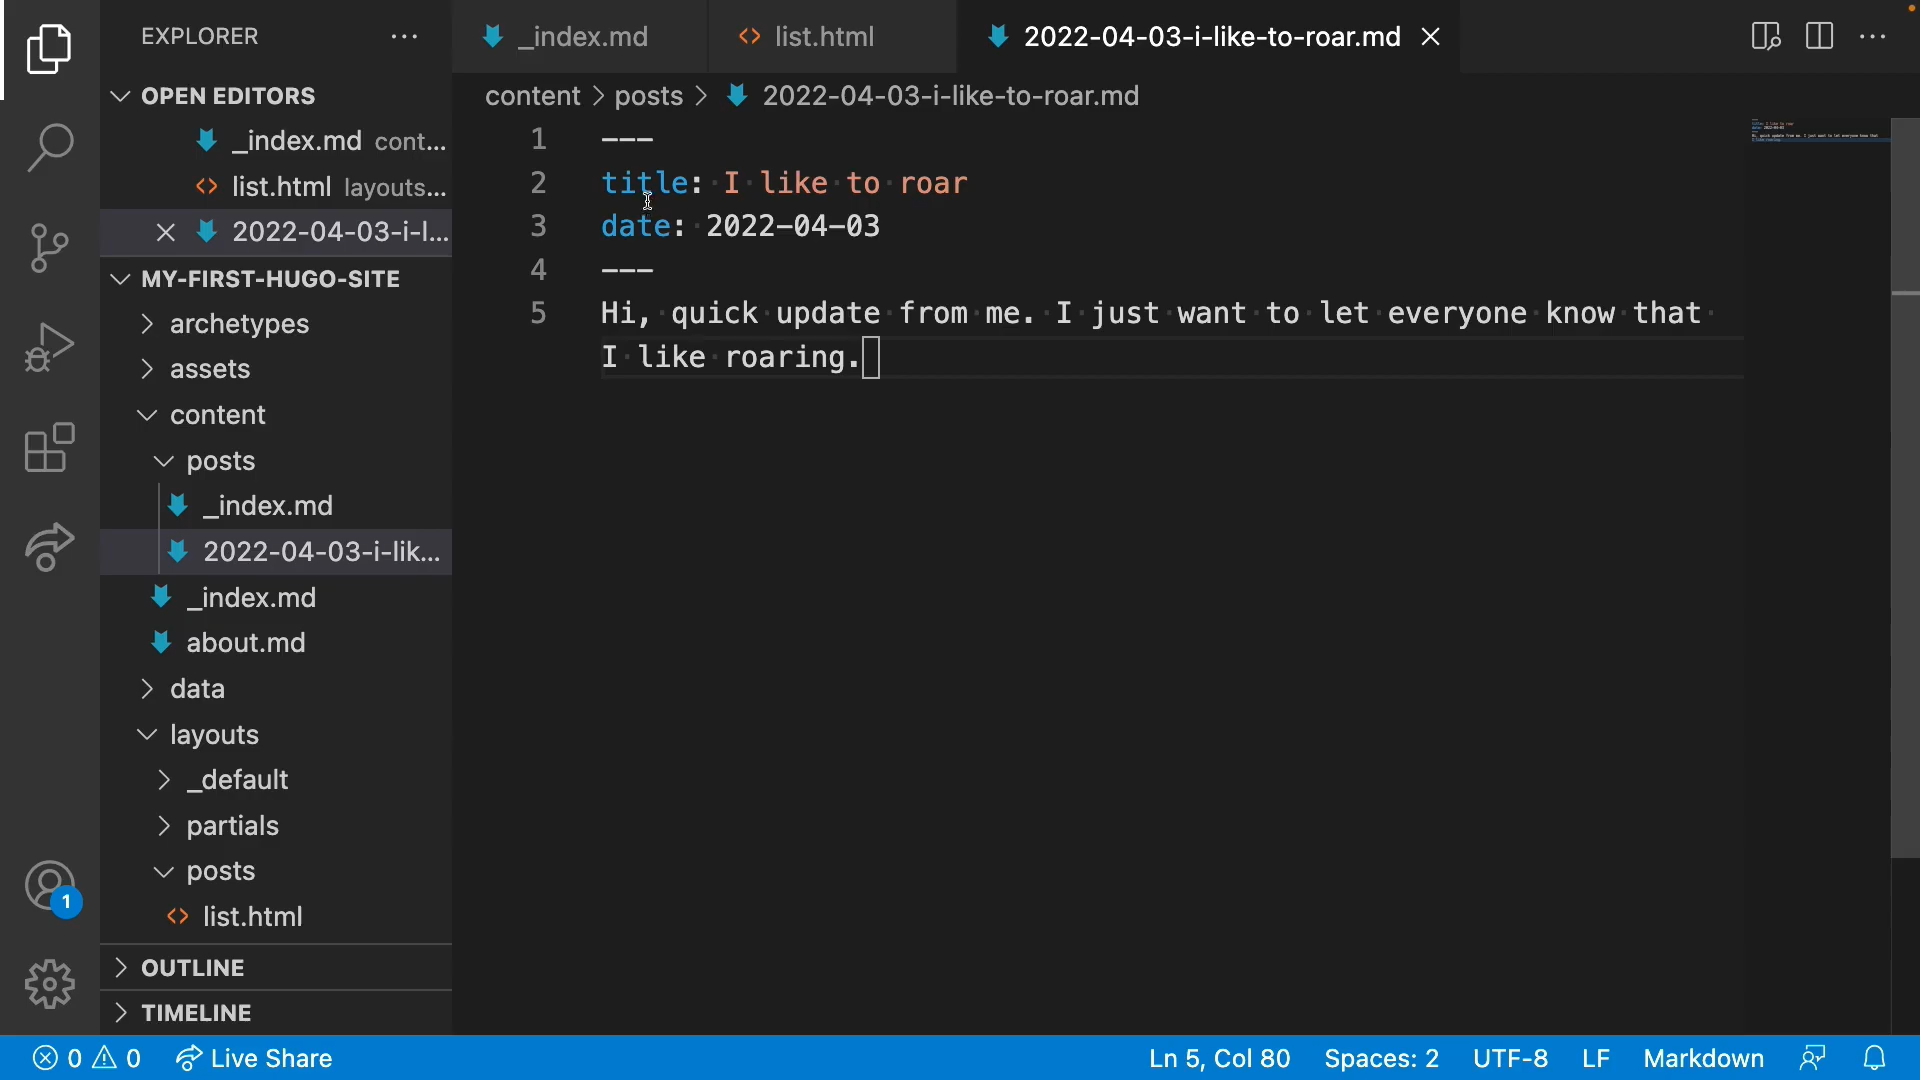 EXPLORER
_index.md
list.html
2022-04-03-i-like-to-roar.md
OPEN EDITORS
_index.md cont...
list.html layouts...
2022-04-03-i-l...
MY-FIRST-HUGO-SITE
archetypes
assets
content
posts
_index.md
2022-04-03-i-lik...
_index.md
about.md
data
layouts
_default
partials
posts
list.html
OUTLINE
TIMELINE
content > posts > 2022-04-03-i-like-to-roar.md
1 ---
2 title: I like to roar
3 date: 2022-04-03
4 ---
5 Hi, quick update from me. I just want to let everyone know that
I like roaring.
1
0 0 Live Share
Ln 5, Col 80 Spaces: 2 UTF-8 LF Markdown